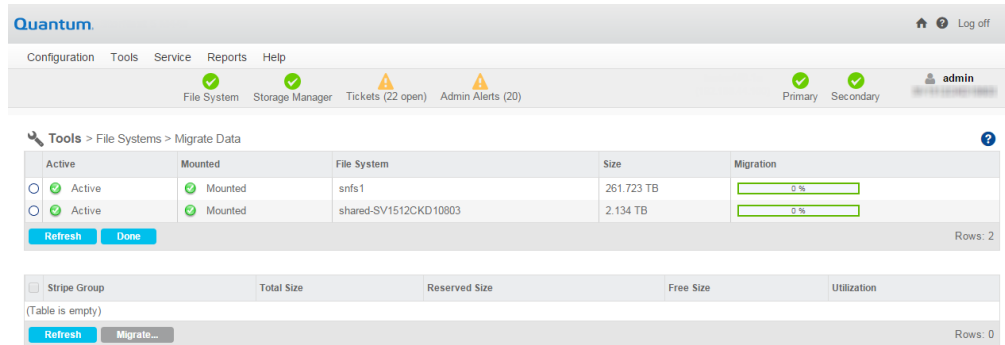 Quantum.
Log off
Configuration Tools Service Reports Help
File System Storage Manager Tickets (22 open) Admin Alerts (20) Primary Secondary admin
Tools > File Systems > Migrate Data
Active Mounted File System Size Migration
Active Mounted snfs1 261.723 TB 0 %
Active Mounted shared-SV1512CKD10803 2.134 TB 0 %
Refresh Done Rows: 2
Stripe Group Total Size Reserved Size Free Size Utilization
(Table is empty)
Refresh Migrate... Rows: 0